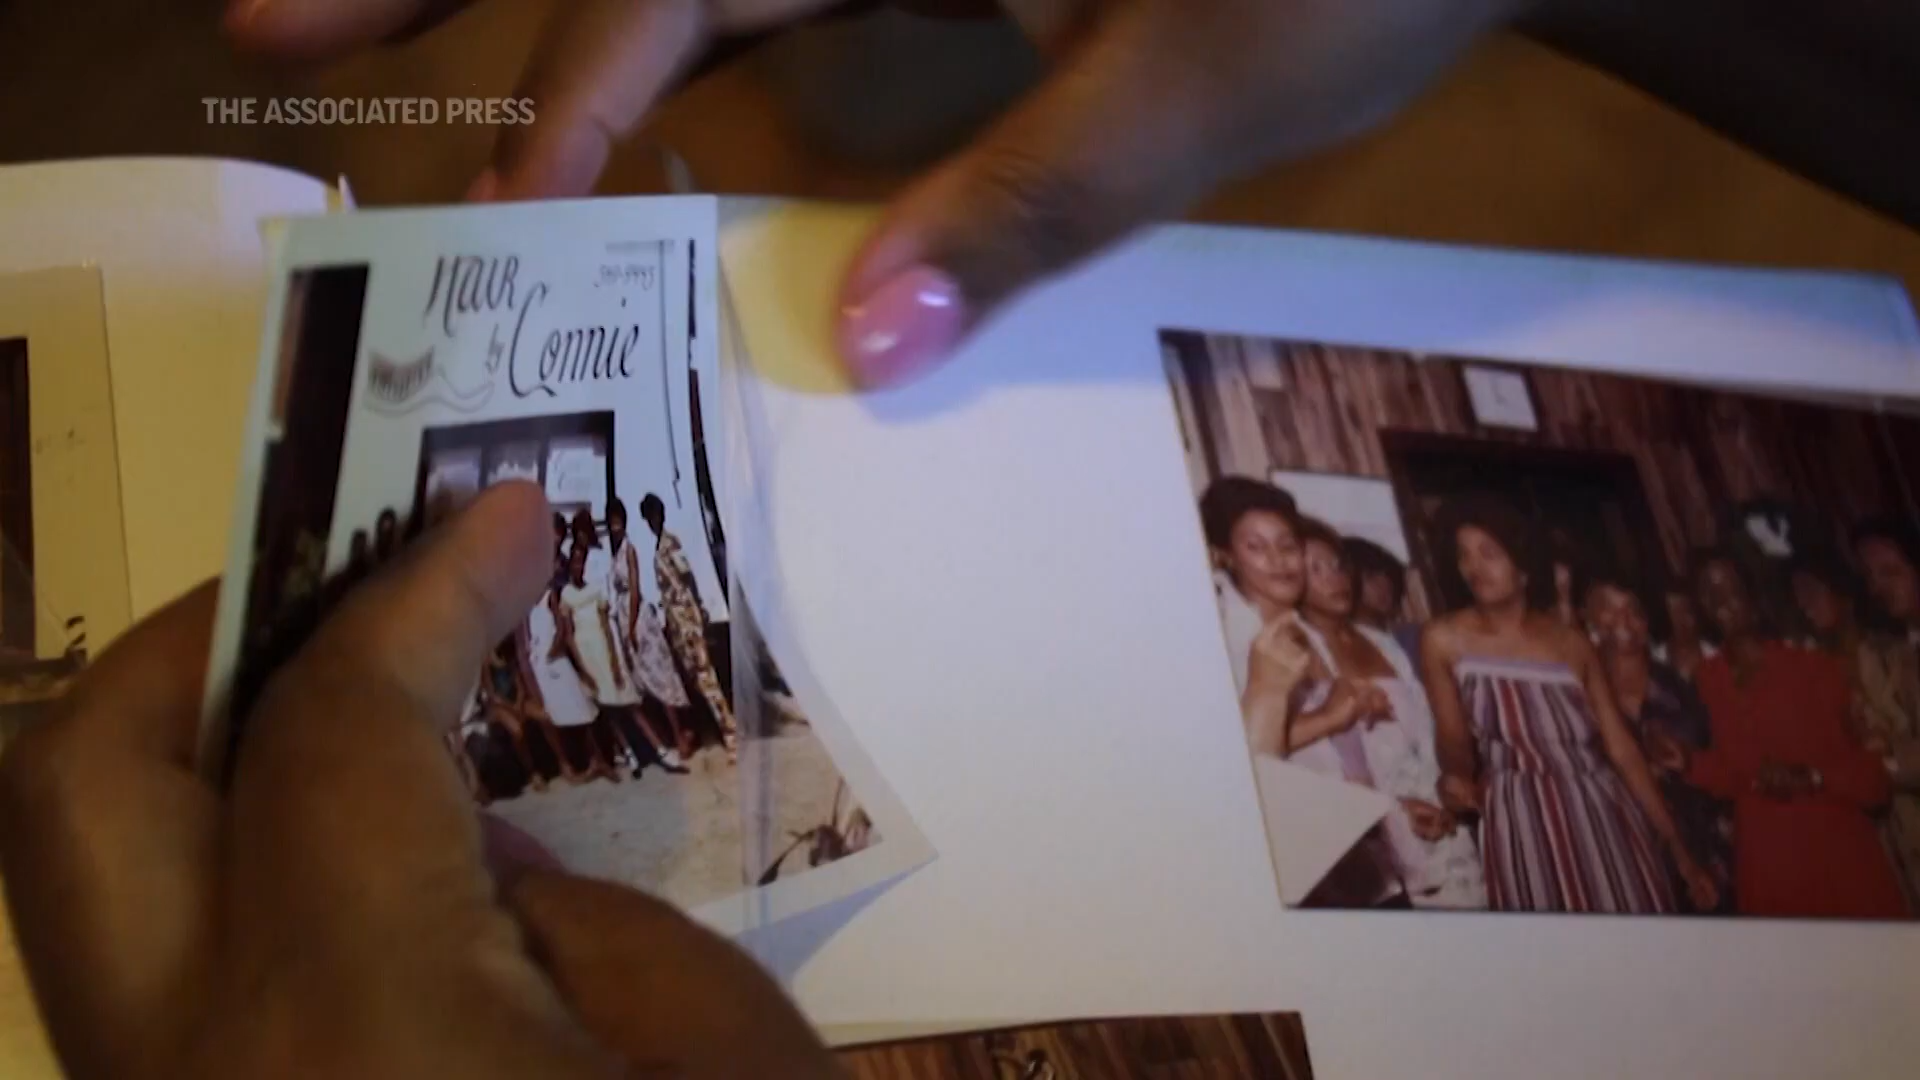 THE ASSOCIATED PRESS
HAIR
by
Connie